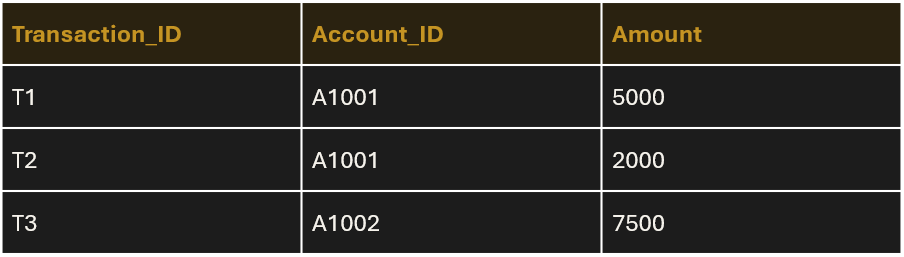 Transaction_ID Account_ID Amount
T1 A1001 5000
T2 A1001 2000
T3 A1002 7500